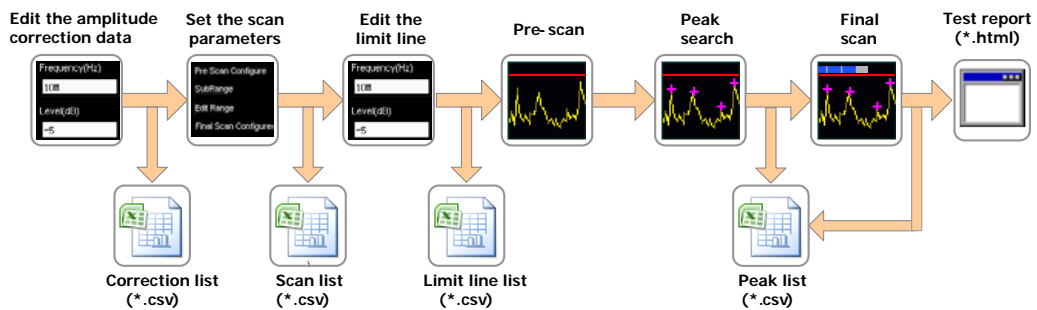 Edit the amplitude
correction data
Set the scan
parameters
Edit the
limit line
Pre-scan
Peak
search
Final
scan
Test report
(*.html)
Frequency(Hz)
10M
Level(dB)
-5
Pre Scan Configure
SubRange
Edit Range
Final Scan Configure
Frequency(Hz)
10M
Level(dB)
-5
Correction list
(*.csv)
Scan list
(*.csv)
Limit line list
(*.csv)
Peak list
(*.csv)